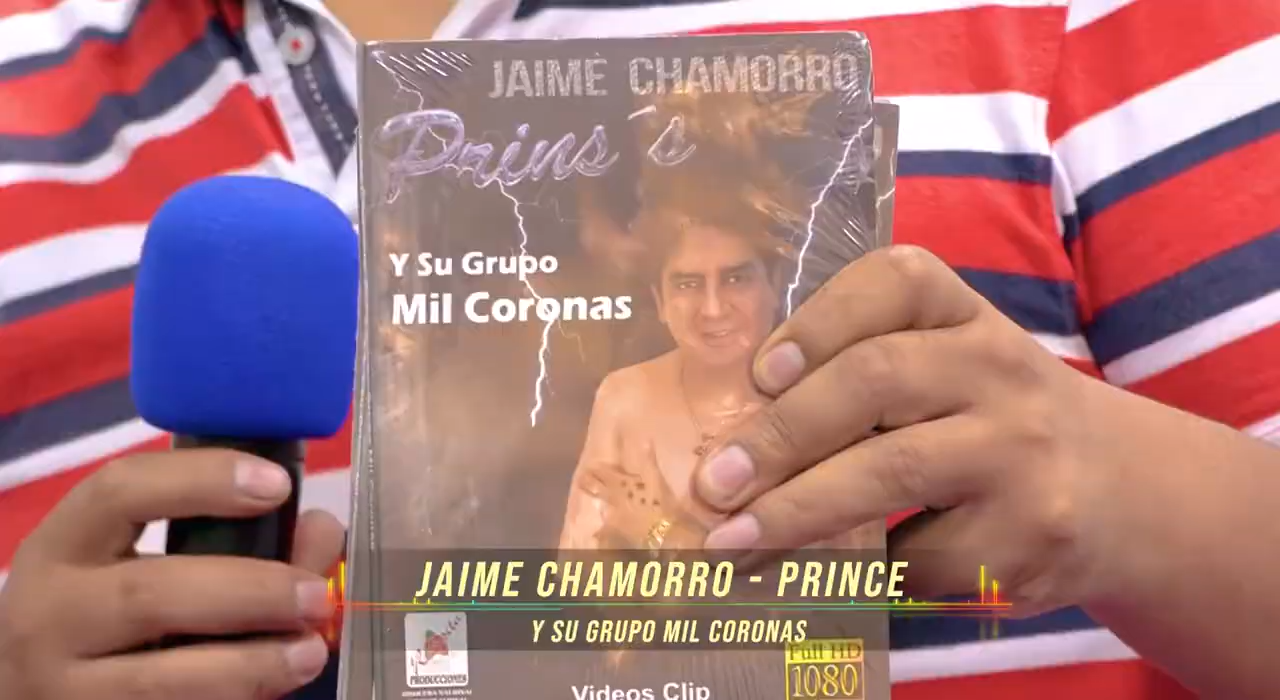 JAIME CHAMORRO
Prins´s
Y Su Grupo
Mil Coronas
JAIME CHAMORRO - PRINCE
Y SU GRUPO MIL CORONAS
PRODUCCIONES
Full HD
1080
Videos Clip